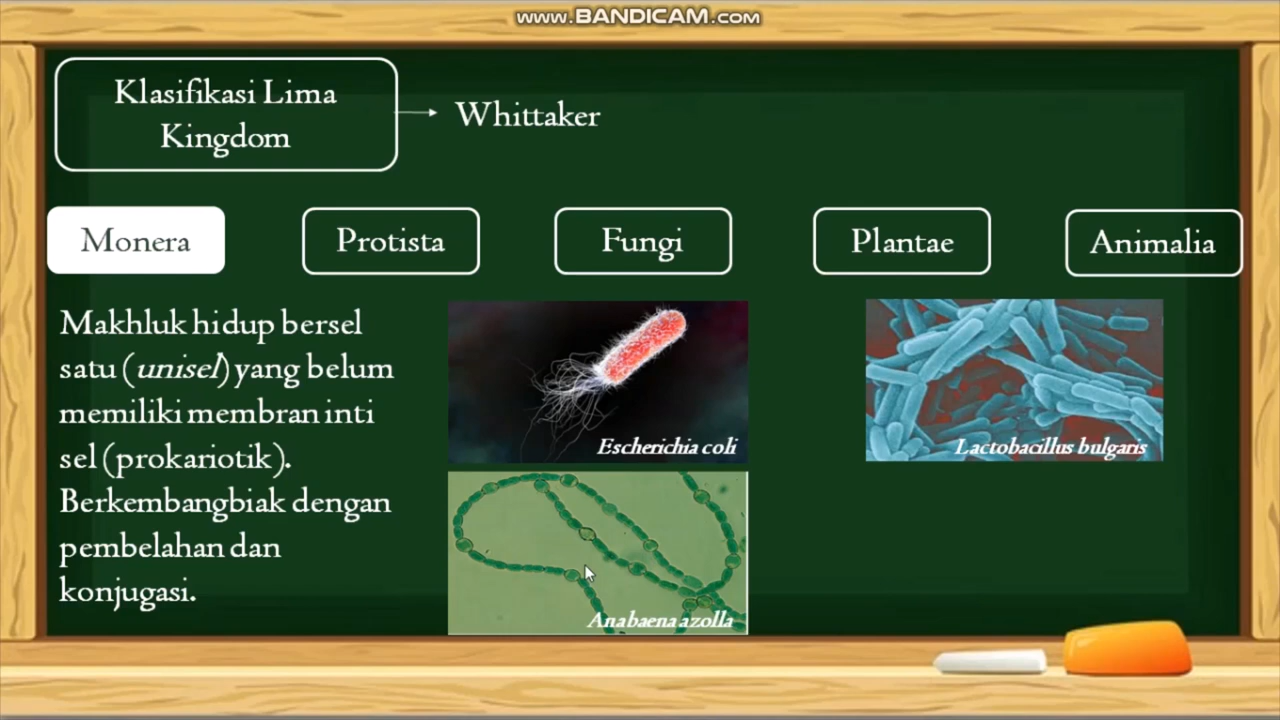 www.BANDICAM.com
Klasifikasi Lima
Kingdom
Whittaker
Monera
Protista
Fungi
Plantae
Animalia
Makhluk hidup bersel
satu (unisel) yang belum
memiliki membran inti
sel (prokariotik).
Berkembangbiak dengan
pembelahan dan
konjugasi.
Escherichia coli
Lactobacillus bulgaris
Anabaena azolla